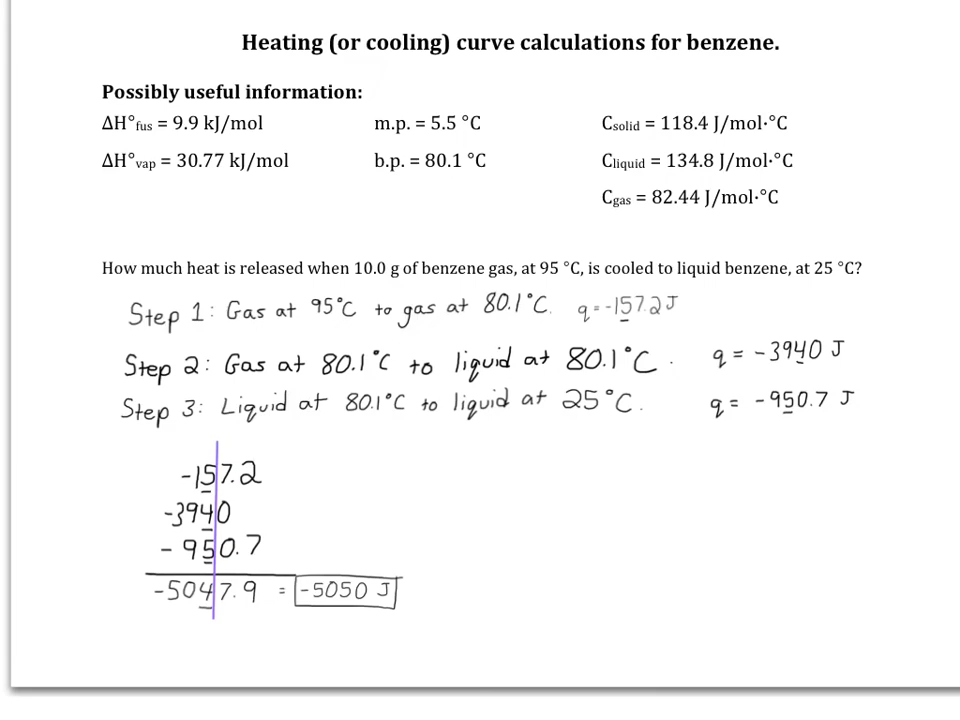 Heating (or cooling) curve calculations for benzene.
Possibly useful information:
ΔH°fus = 9.9 kJ/mol m.p. = 5.5 °C Csolid = 118.4 J/mol·°C
ΔH°vap = 30.77 kJ/mol b.p. = 80.1 °C Cliquid = 134.8 J/mol·°C
Cgas = 82.44 J/mol·°C
How much heat is released when 10.0 g of benzene gas, at 95 °C, is cooled to liquid benzene, at 25 °C?
Step 1: Gas at 95°C to gas at 80.1°C. q=-157.2J
Step 2: Gas at 80.1°C to liquid at 80.1°C. q = -3940 J
Step 3: Liquid at 80.1°C to liquid at 25°C. q = -950.7 J
-157.2
-3940
- 950.7
-5047.9 = -5050 J